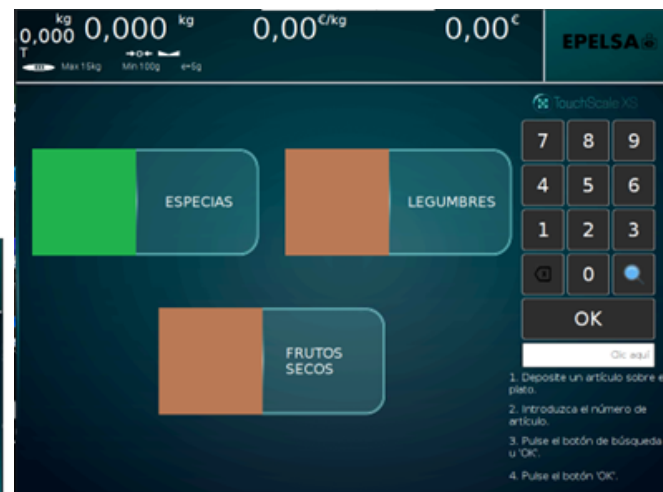 kg
0,000
T
0,000 kg
0,00 €/kg
0,00 €
EPELSA
Max 15kg Min 100g e=5g
TouchScale XS
ESPECIAS
LEGUMBRES
FRUTOS
SECOS
7 8 9
4 5 6
1 2 3
0
OK
Clic aquí
1. Deposite un artículo sobre e
plato.
2. Introduzca el número de
artículo.
3. Pulse el botón de búsqueda
u 'OK'.
4. Pulse el botón 'OK'.